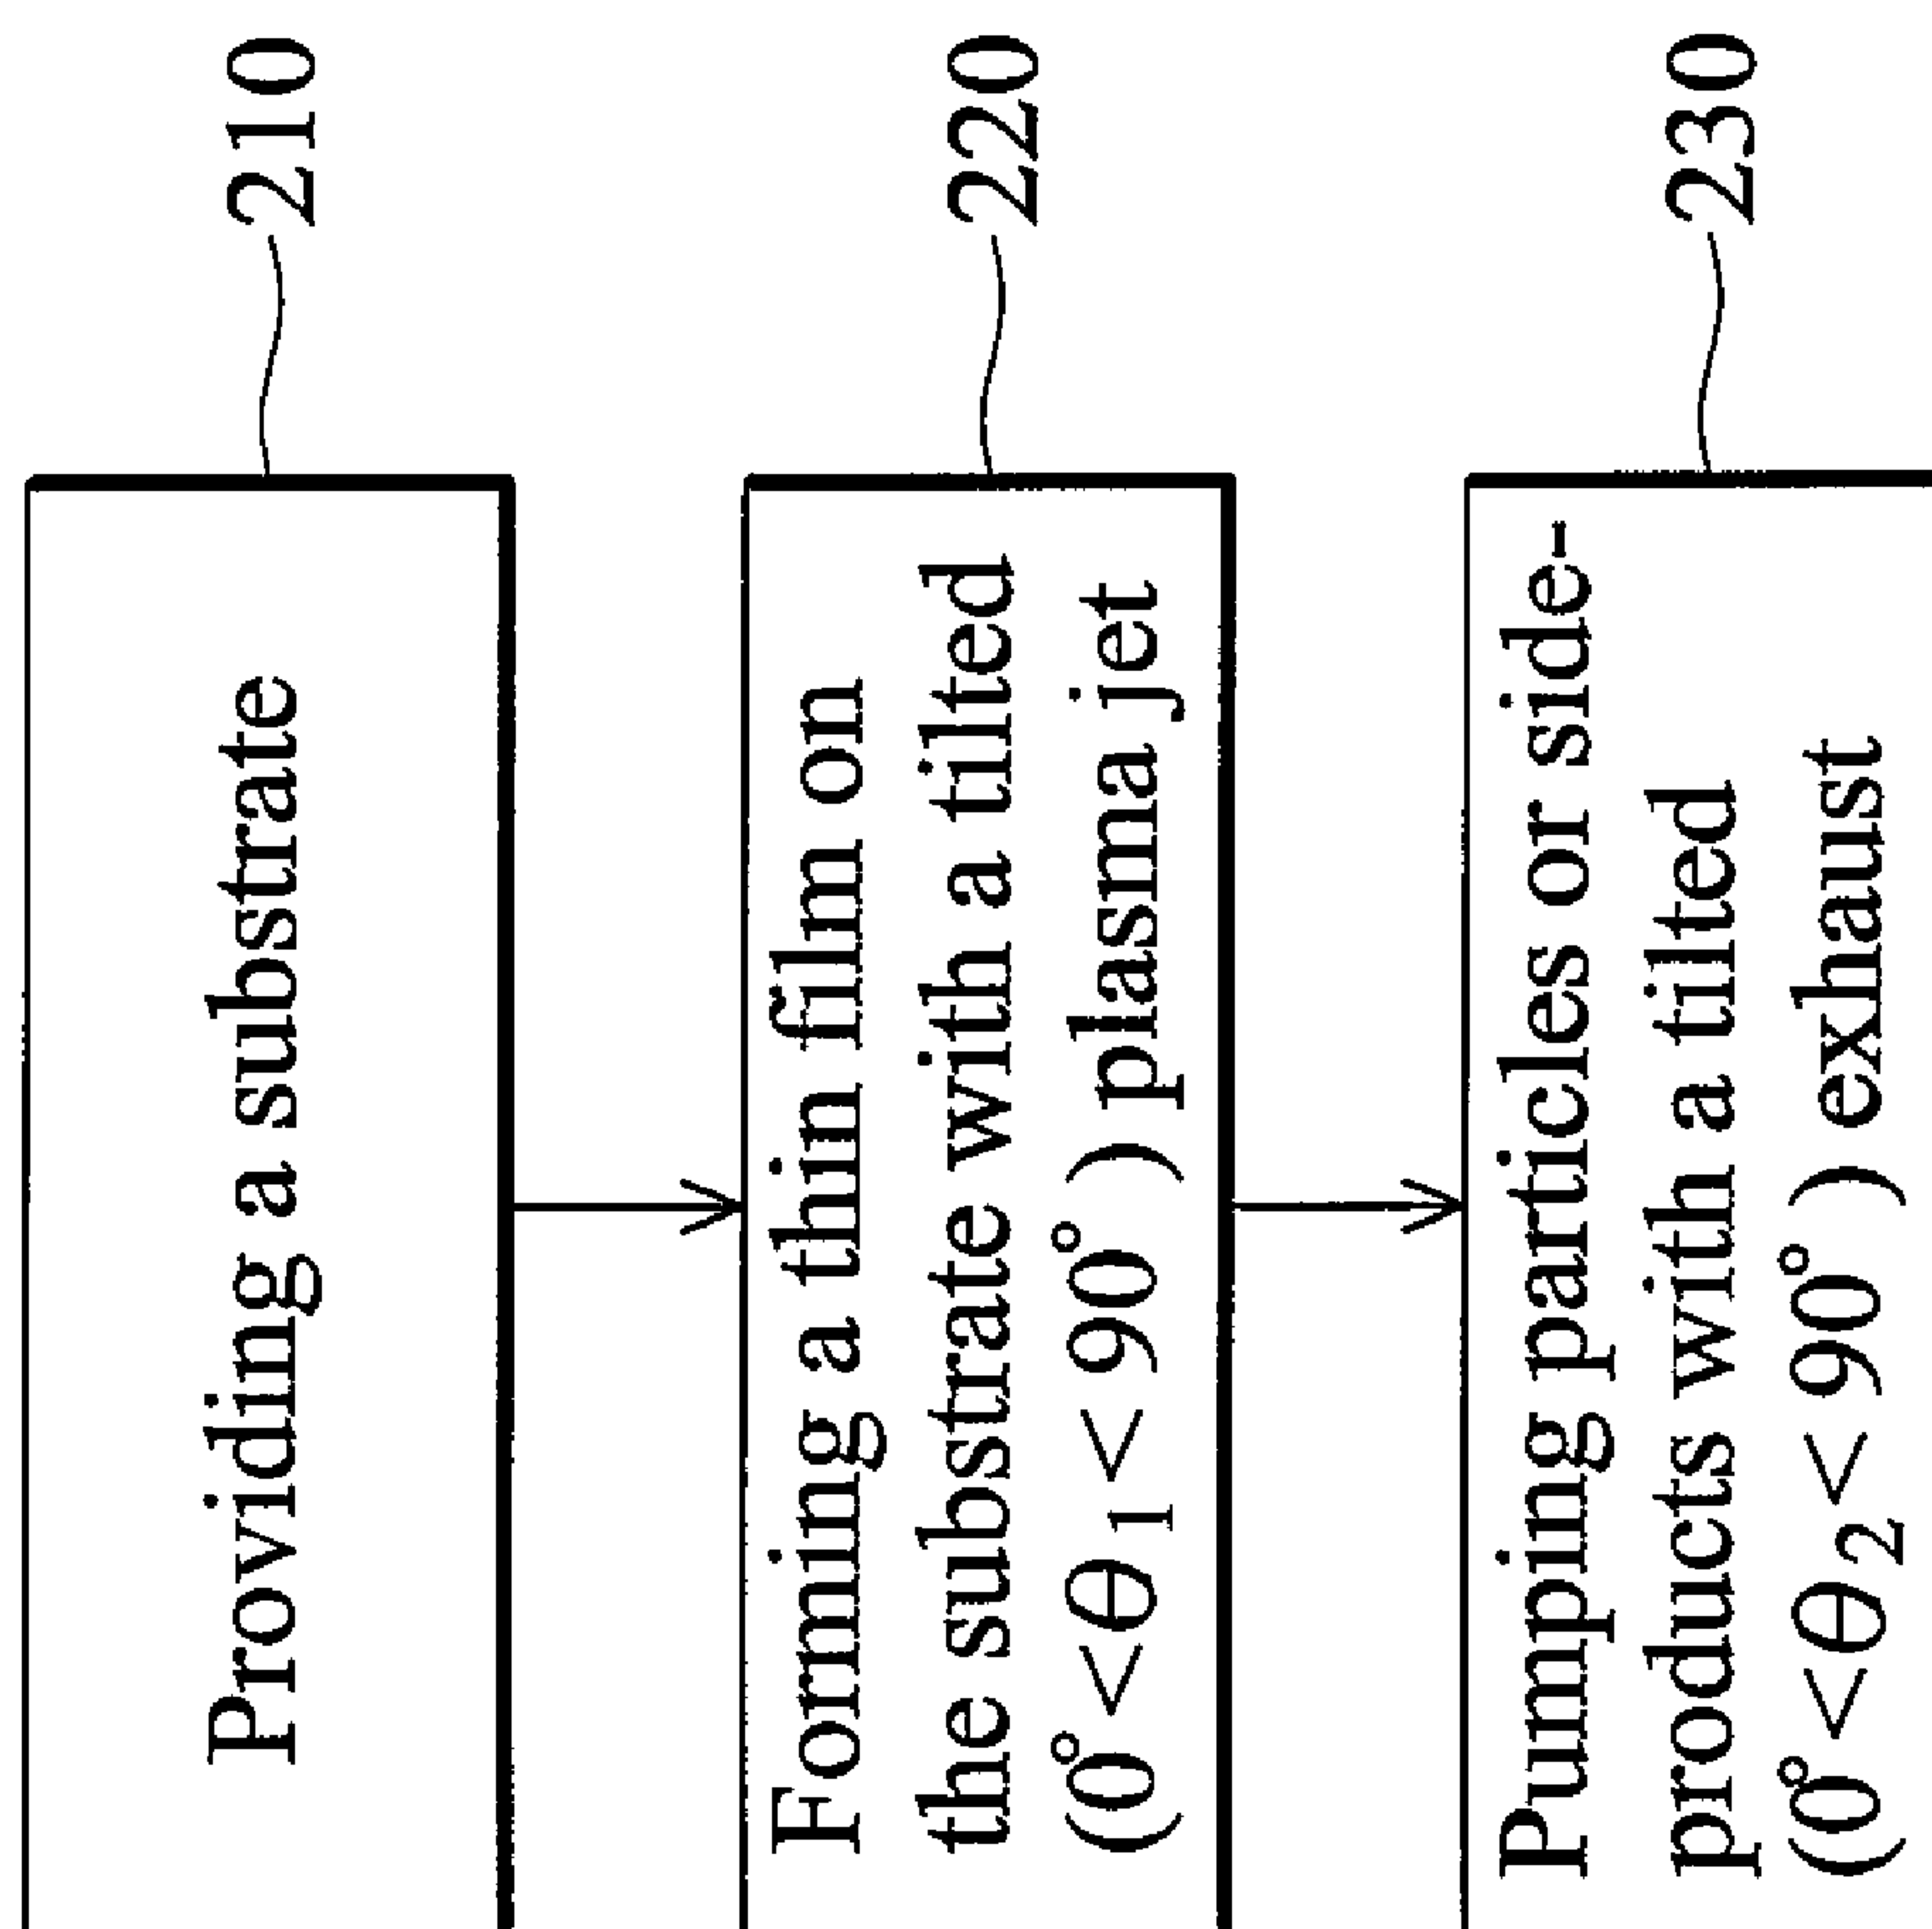 Providing a substrate
210
Forming a thin film on
the substrate with a tilted
(0°<θ₁<90°) plasma jet
220
Pumping particles or side-
products with a tilted
(0°<θ₂<90°) exhaust
230